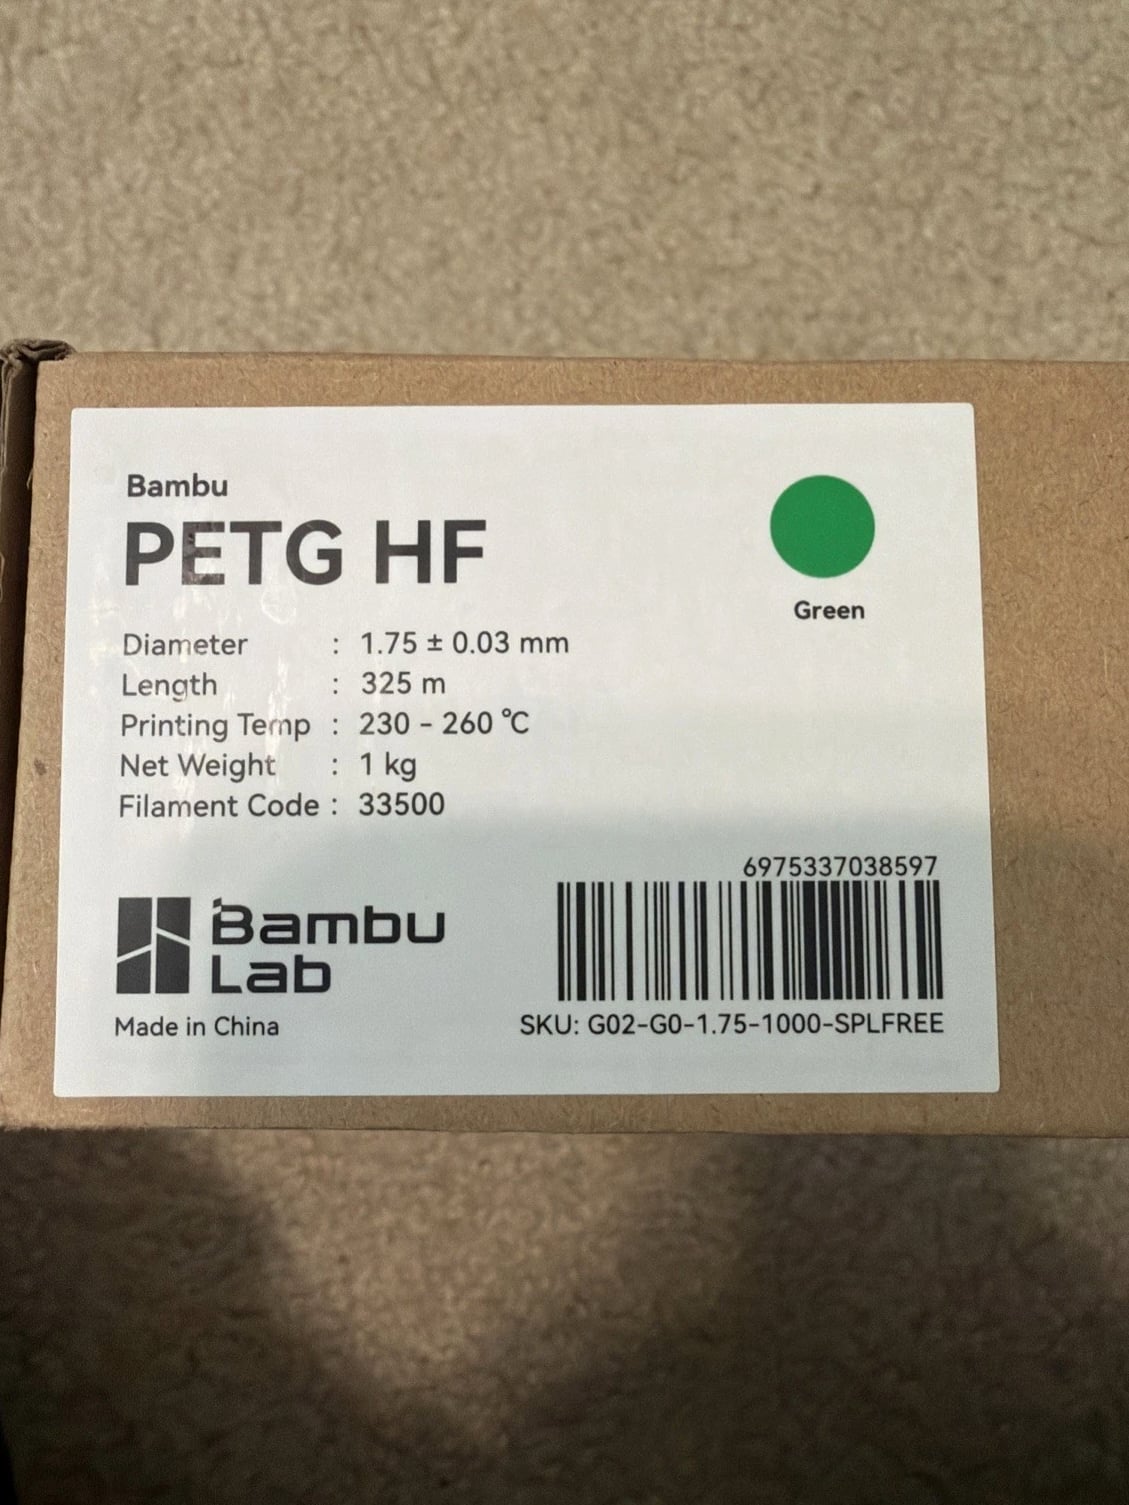 Bambu
PETG HF
Green
Diameter : 1.75 ± 0.03 mm
Length : 325 m
Printing Temp : 230 - 260 °C
Net Weight : 1 kg
Filament Code : 33500
6975337038597
Bambu
Lab
Made in China
SKU: G02-G0-1.75-1000-SPLFREE